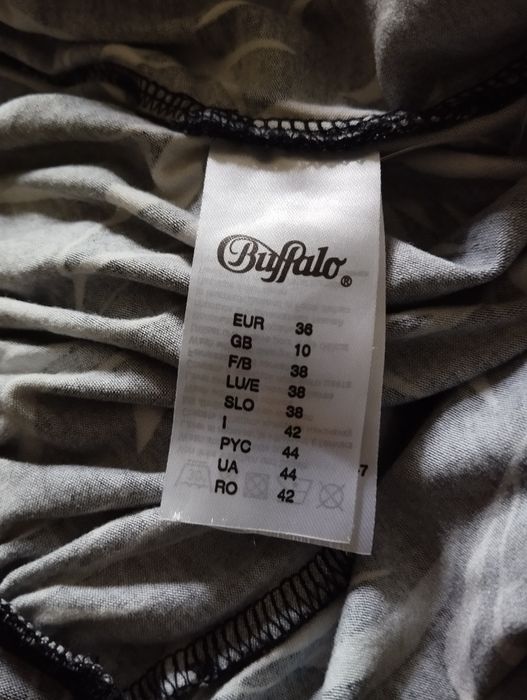 Buffalo®
EUR 36
GB 10
F/B 38
LU/E 38
SLO 38
I 42
PYC 44
UA 44
RO 42